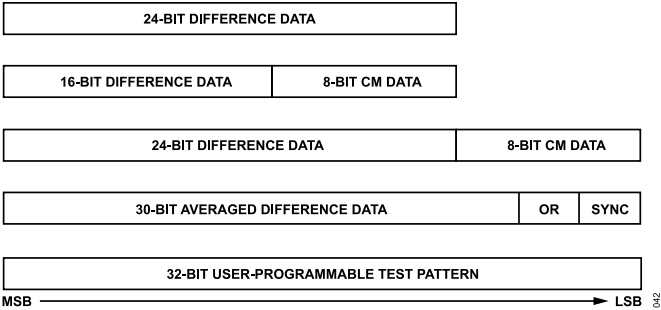 24-BIT DIFFERENCE DATA
16-BIT DIFFERENCE DATA 8-BIT CM DATA
24-BIT DIFFERENCE DATA 8-BIT CM DATA
30-BIT AVERAGED DIFFERENCE DATA OR SYNC
32-BIT USER-PROGRAMMABLE TEST PATTERN
MSB LSB
042